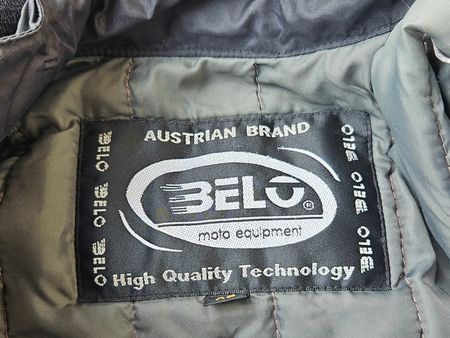 AUSTRIAN BRAND
BELO
BELO
BELO
BELO
®
moto equipment
BELO
BELO
BELO
High Quality Technology